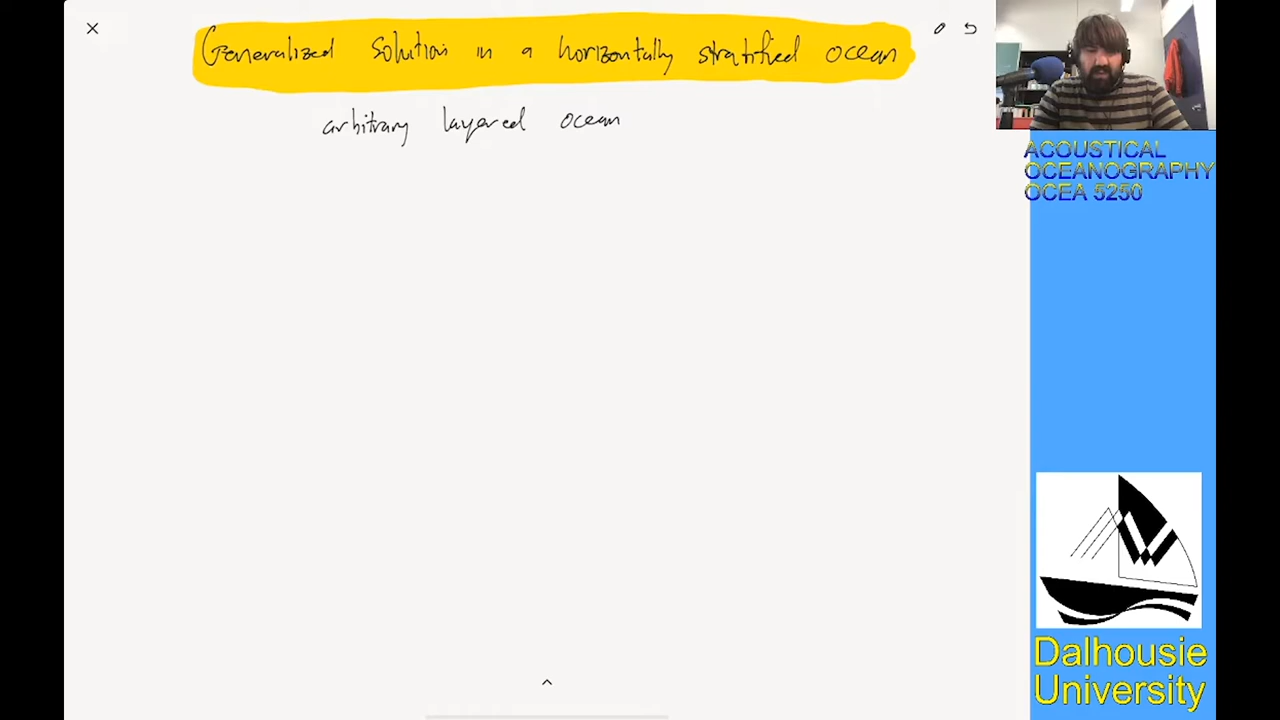 Generalized solution in a horizontally stratified ocean
arbitrary layered ocean
ACOUSTICAL
OCEANOGRAPHY
OCEA 5250
Dalhousie
University